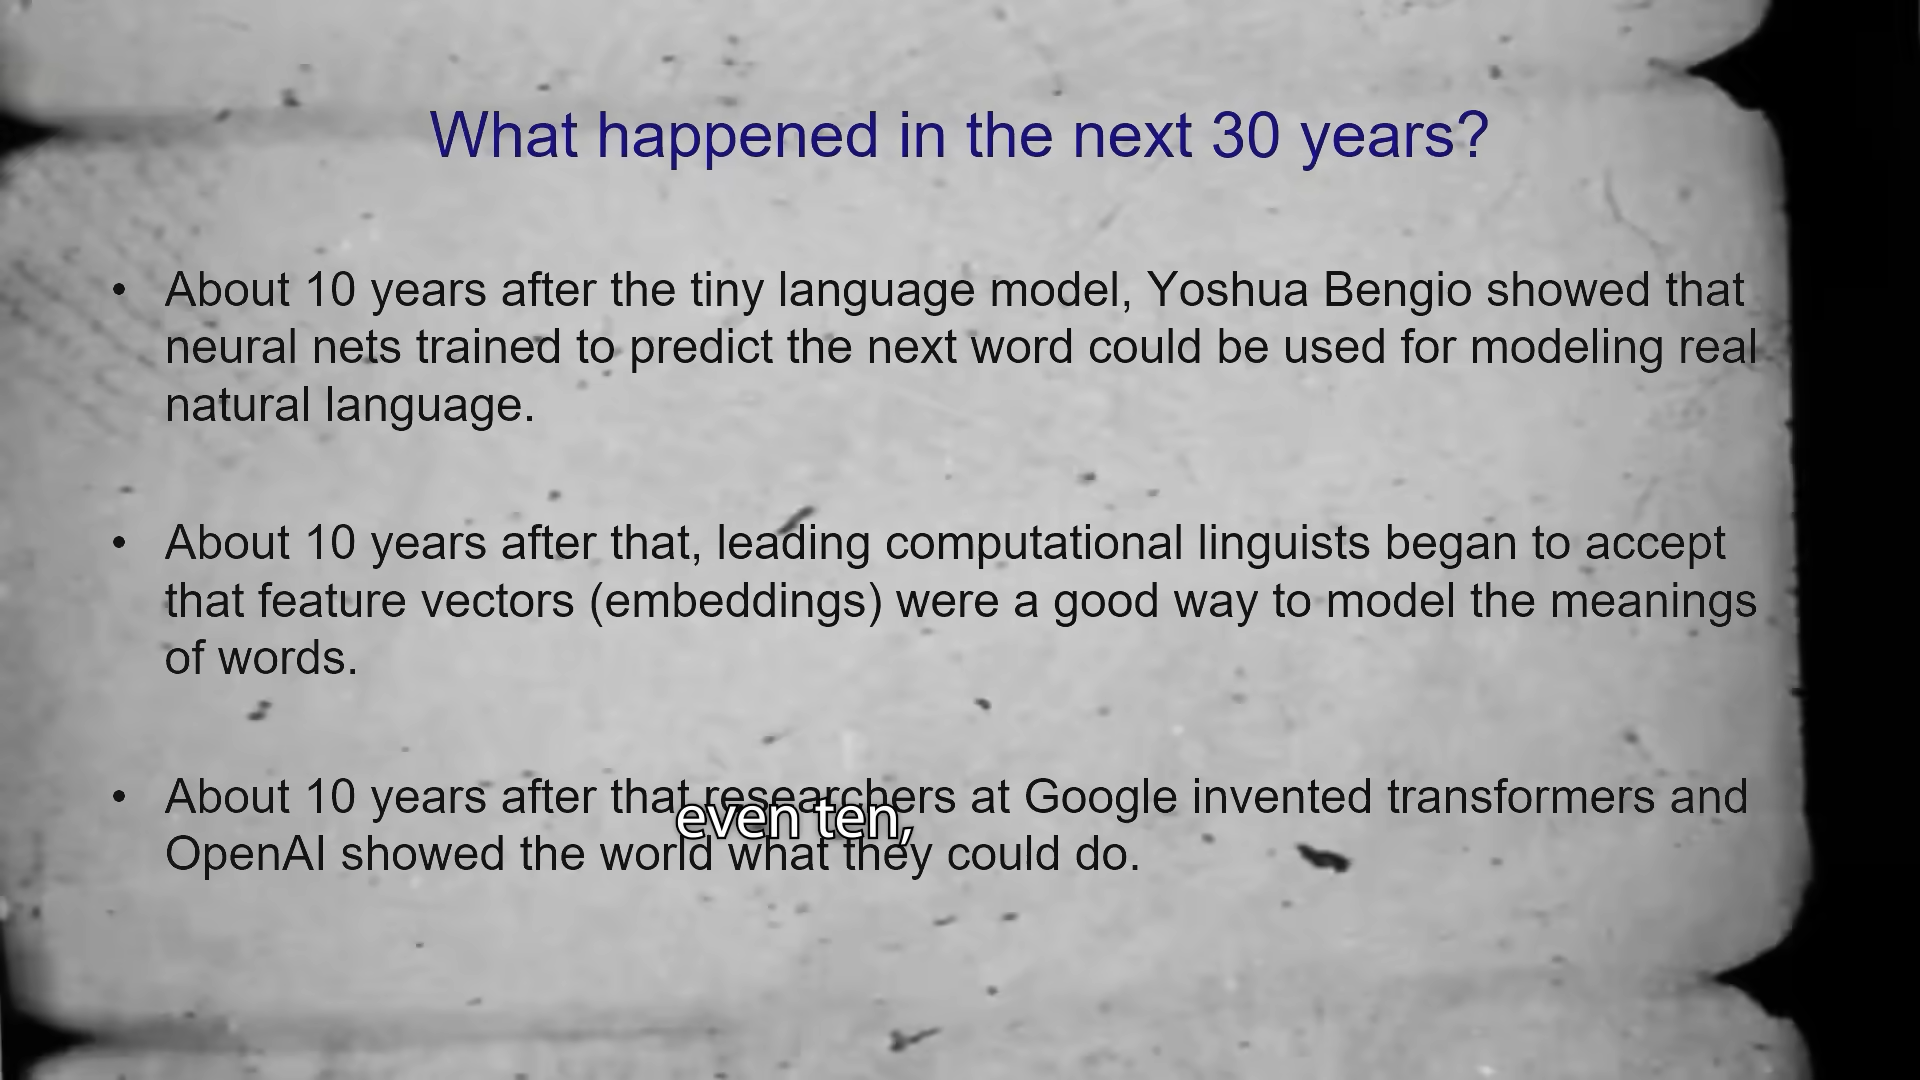 What happened in the next 30 years?
• About 10 years after the tiny language model, Yoshua Bengio showed that
neural nets trained to predict the next word could be used for modeling real
natural language.
• About 10 years after that, leading computational linguists began to accept
that feature vectors (embeddings) were a good way to model the meanings
of words.
• About 10 years after that researchers at Google invented transformers and
even ten,
OpenAI showed the world what they could do.